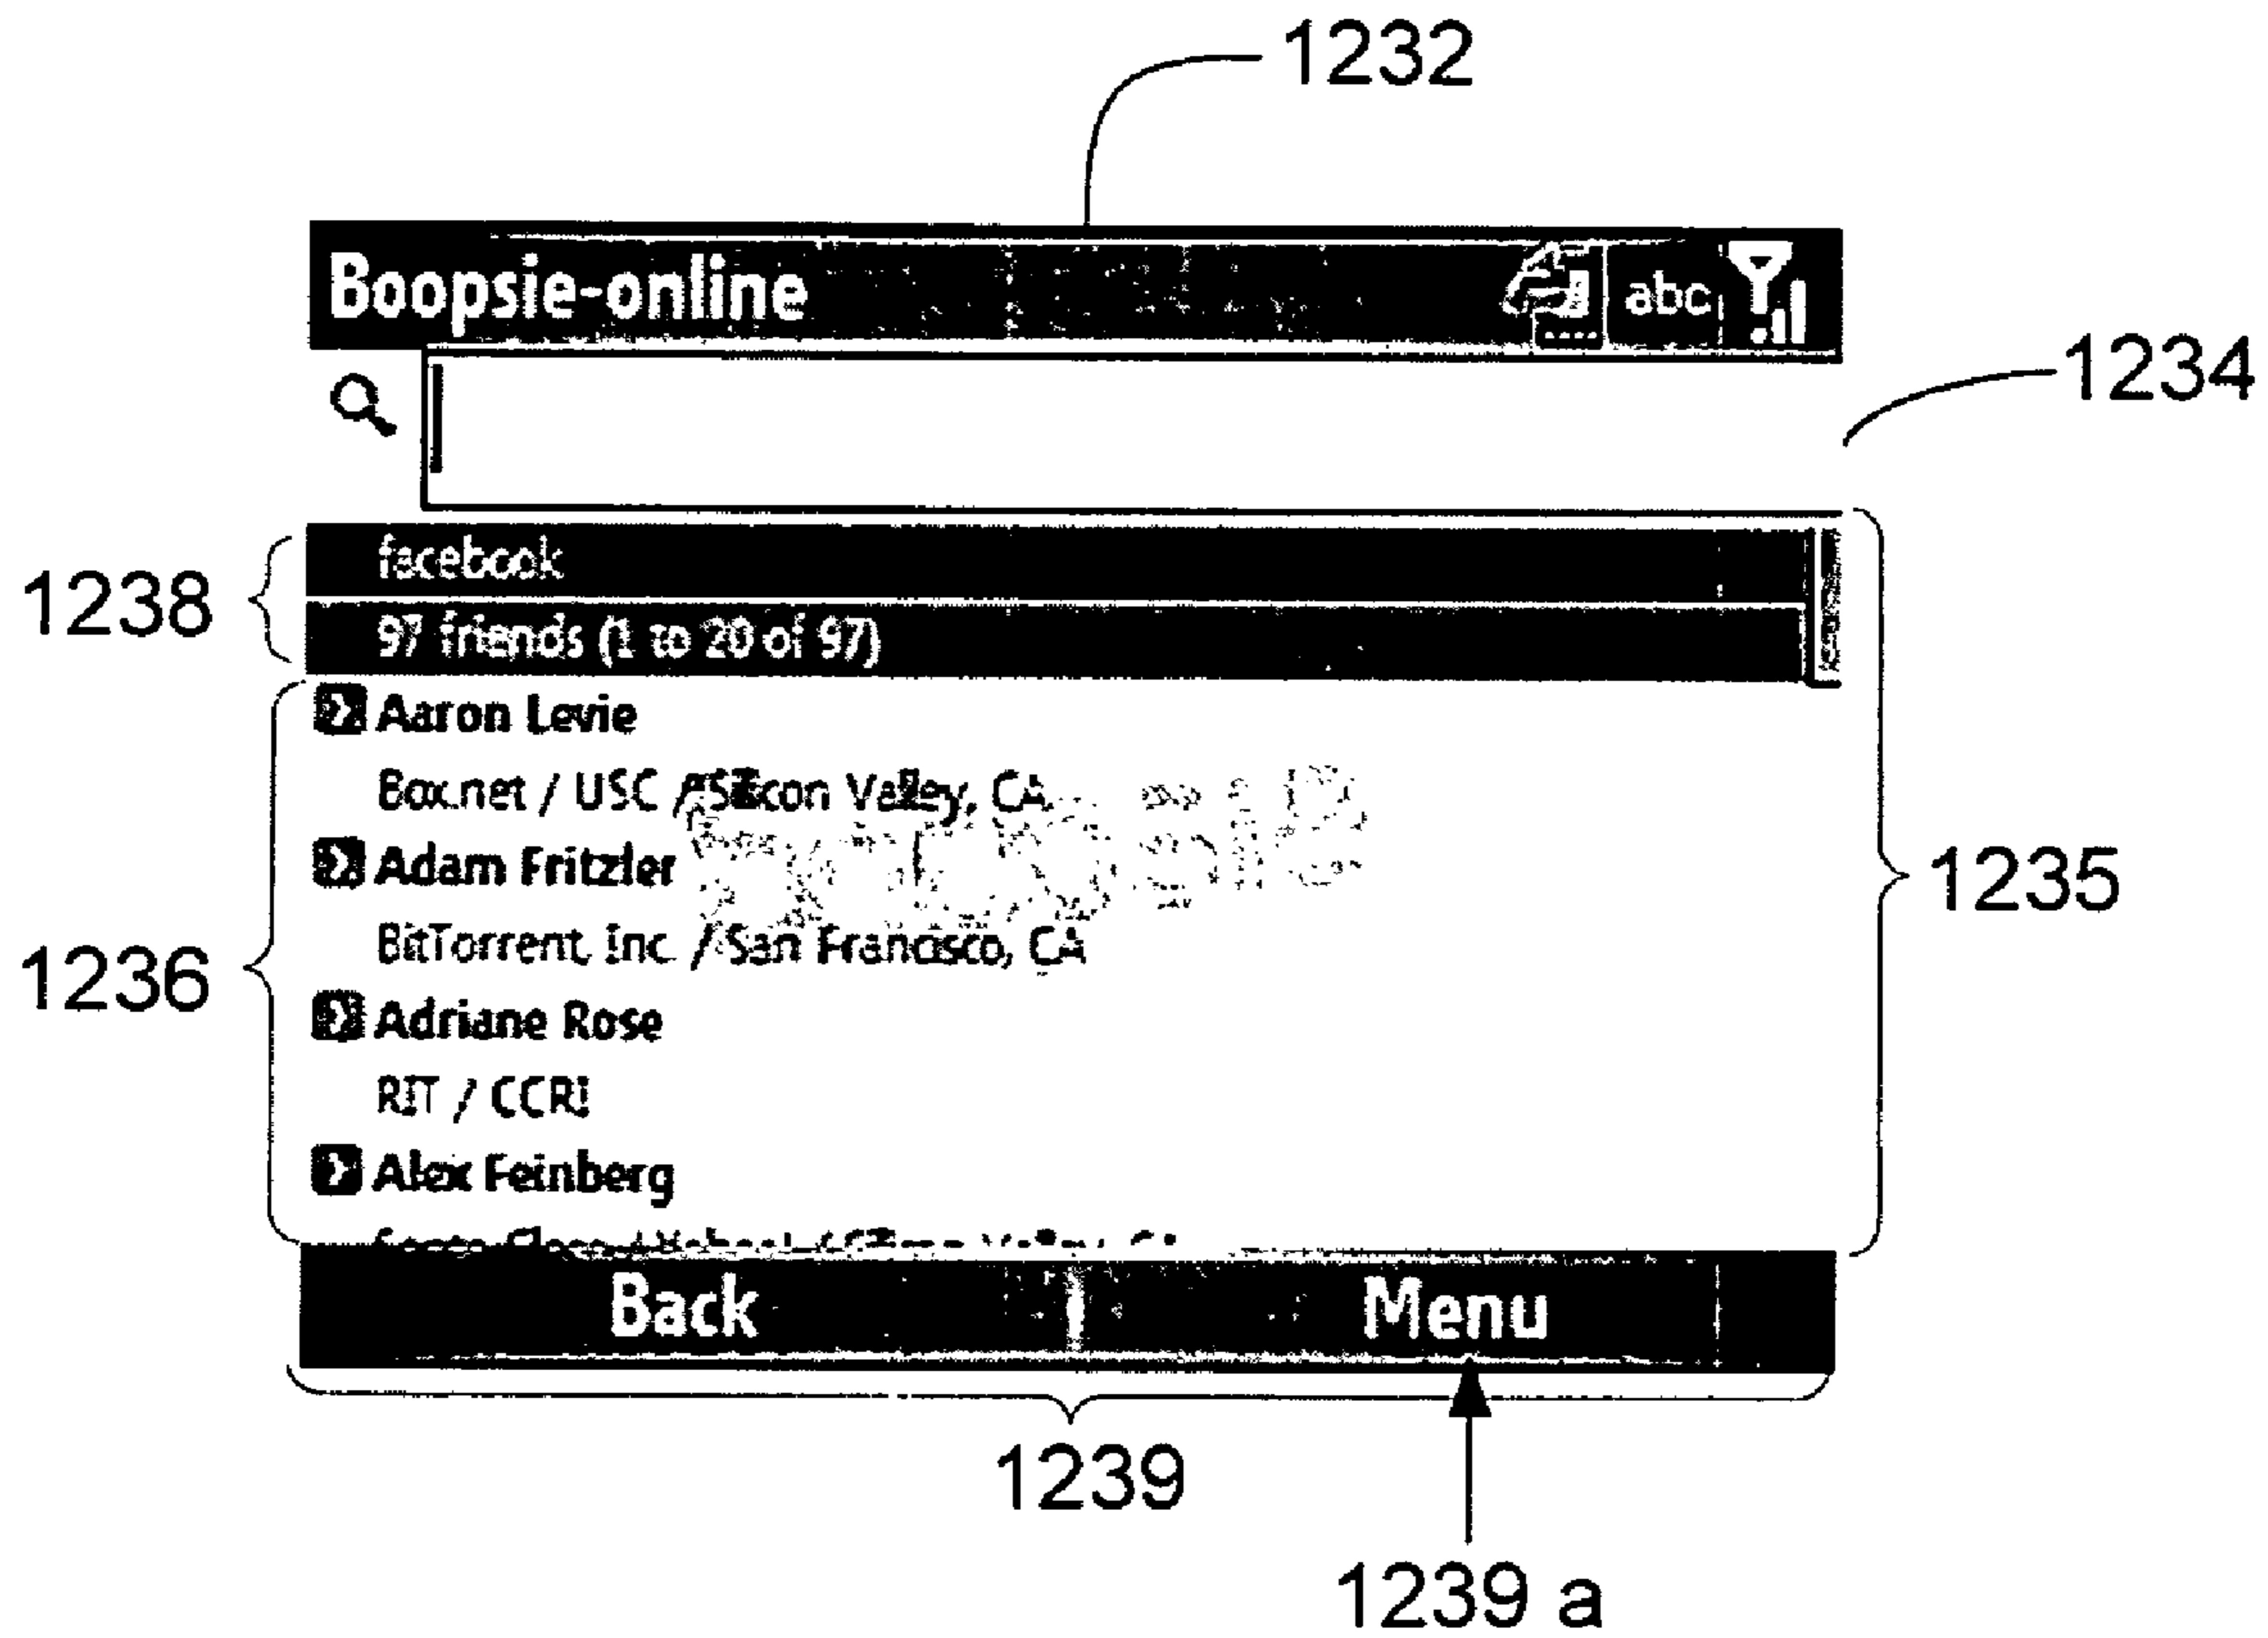 1232
Boopsie-online abc
1234
facebook
1238
97 friends (1 to 20 of 97)
Aaron Levie
Box.net / USC / Silicon Valley, CA
Adam Fritzler
1235
BitTorrent Inc / San Francisco, CA
1236
Adriane Rose
RIT / CCRI
Alex Feinberg
Back Menu
1239
1239 a